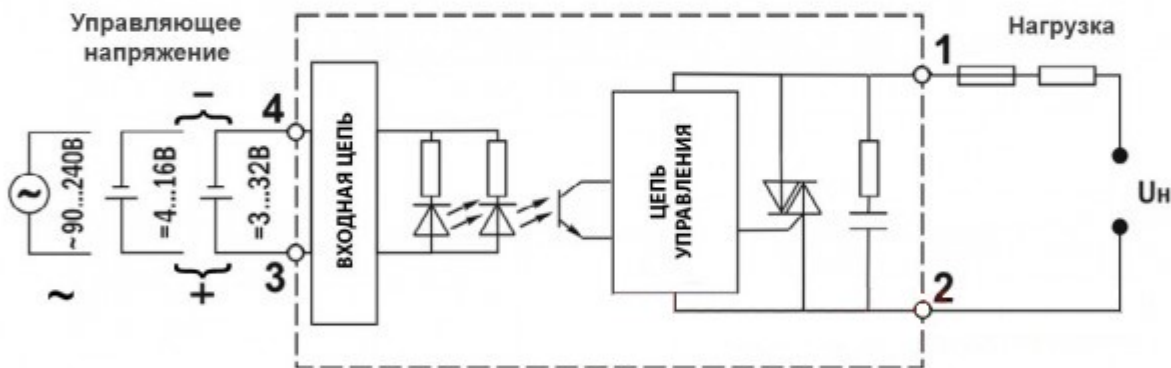 Управляющее
напряжение
Нагрузка
1
−
4
~90...240В
=4...16В
=3...32В
ВХОДНАЯ ЦЕПЬ
ЦЕПЬ
УПРАВЛЕНИЯ
~
Uн
3
+
~
2